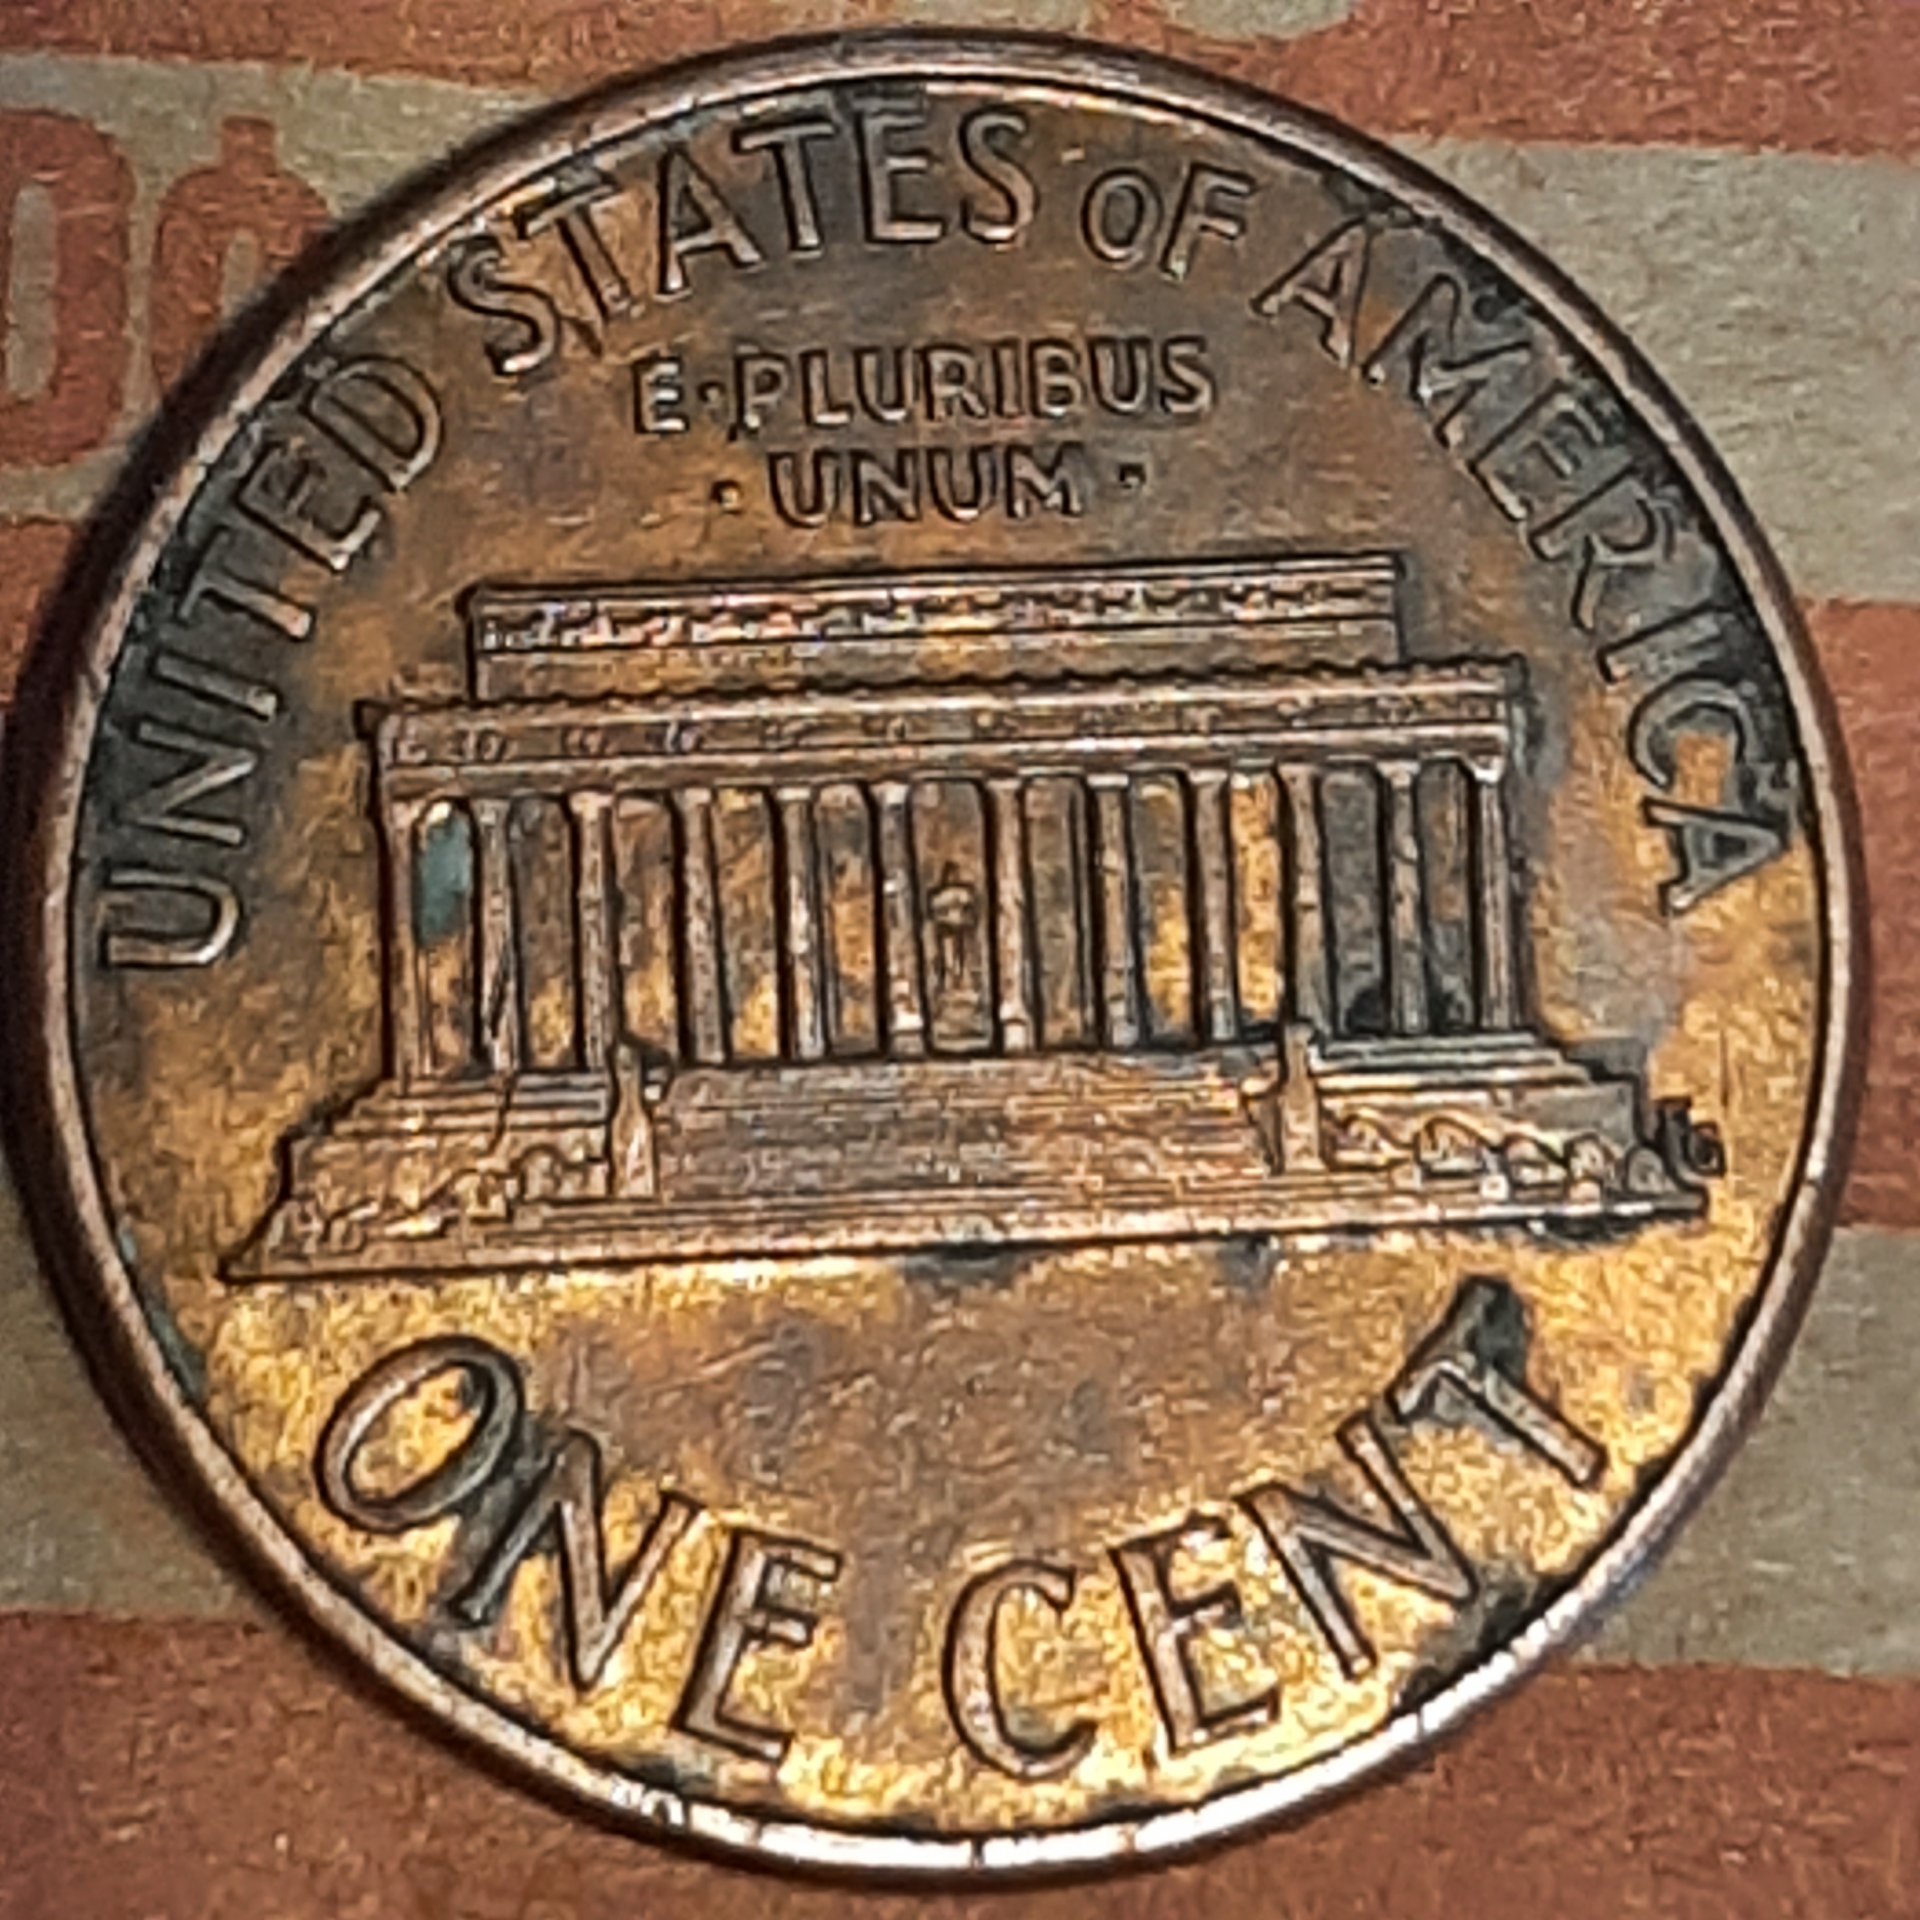 UNITED STATES OF AMERICA
E·PLURIBUS
·UNUM·
ONE CENT